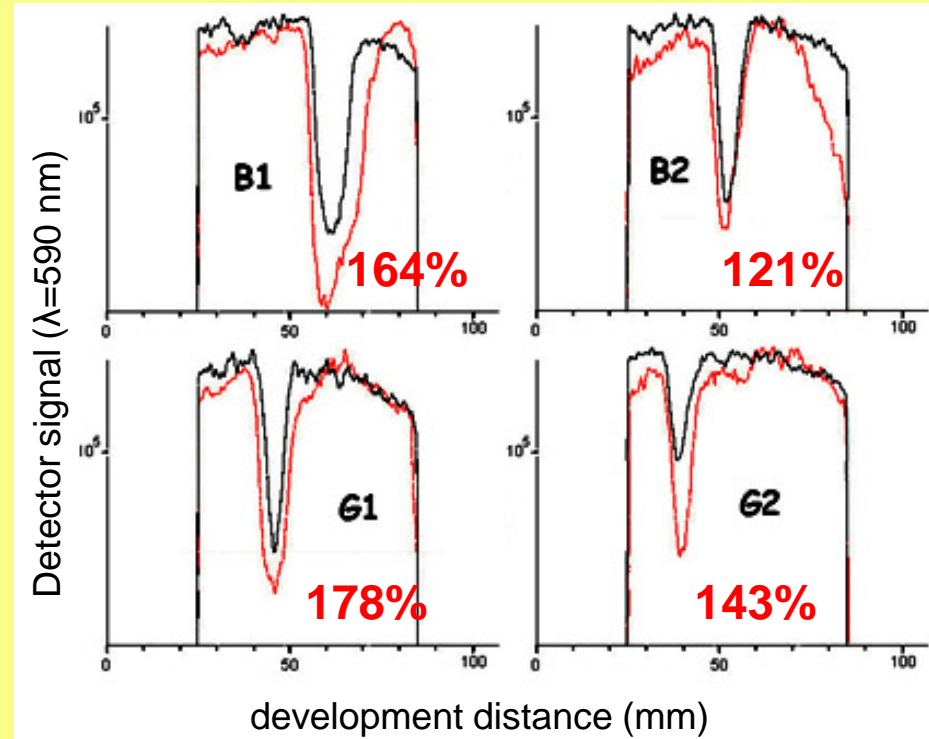 Detector signal (λ=590 nm)
10⁵
B1
164%
0 50 100
10⁵
B2
121%
0 50 100
10⁵
G1
178%
0 50 100
10⁵
G2
143%
0 50 100
development distance (mm)